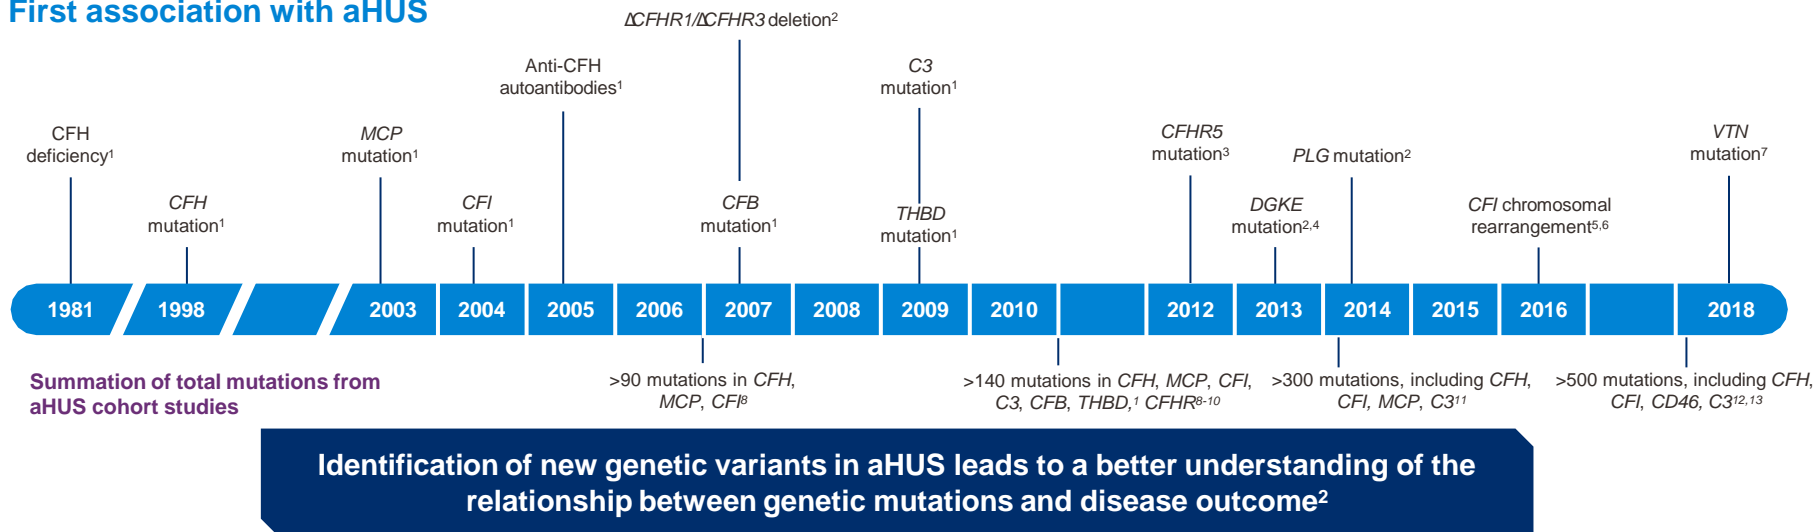 First association with aHUS
ΔCFHR1/ΔCFHR3 deletion²
Anti-CFH
autoantibodies¹
C3
mutation¹
CFH
deficiency¹
MCP
mutation¹
CFHR5
mutation³
PLG mutation²
VTN
mutation⁷
CFH
mutation¹
CFI
mutation¹
CFB
mutation¹
THBD
mutation¹
DGKE
mutation²,⁴
CFI chromosomal
rearrangement⁵,⁶
1981 1998 2003 2004 2005 2006 2007 2008 2009 2010 2012 2013 2014 2015 2016 2018
Summation of total mutations from
aHUS cohort studies
>90 mutations in CFH,
MCP, CFI⁸
>140 mutations in CFH, MCP, CFI,
C3, CFB, THBD,¹ CFHR⁸⁻¹⁰
>300 mutations, including CFH,
CFI, MCP, C3¹¹
>500 mutations, including CFH,
CFI, CD46, C3¹²,¹³
Identification of new genetic variants in aHUS leads to a better understanding of the
relationship between genetic mutations and disease outcome²